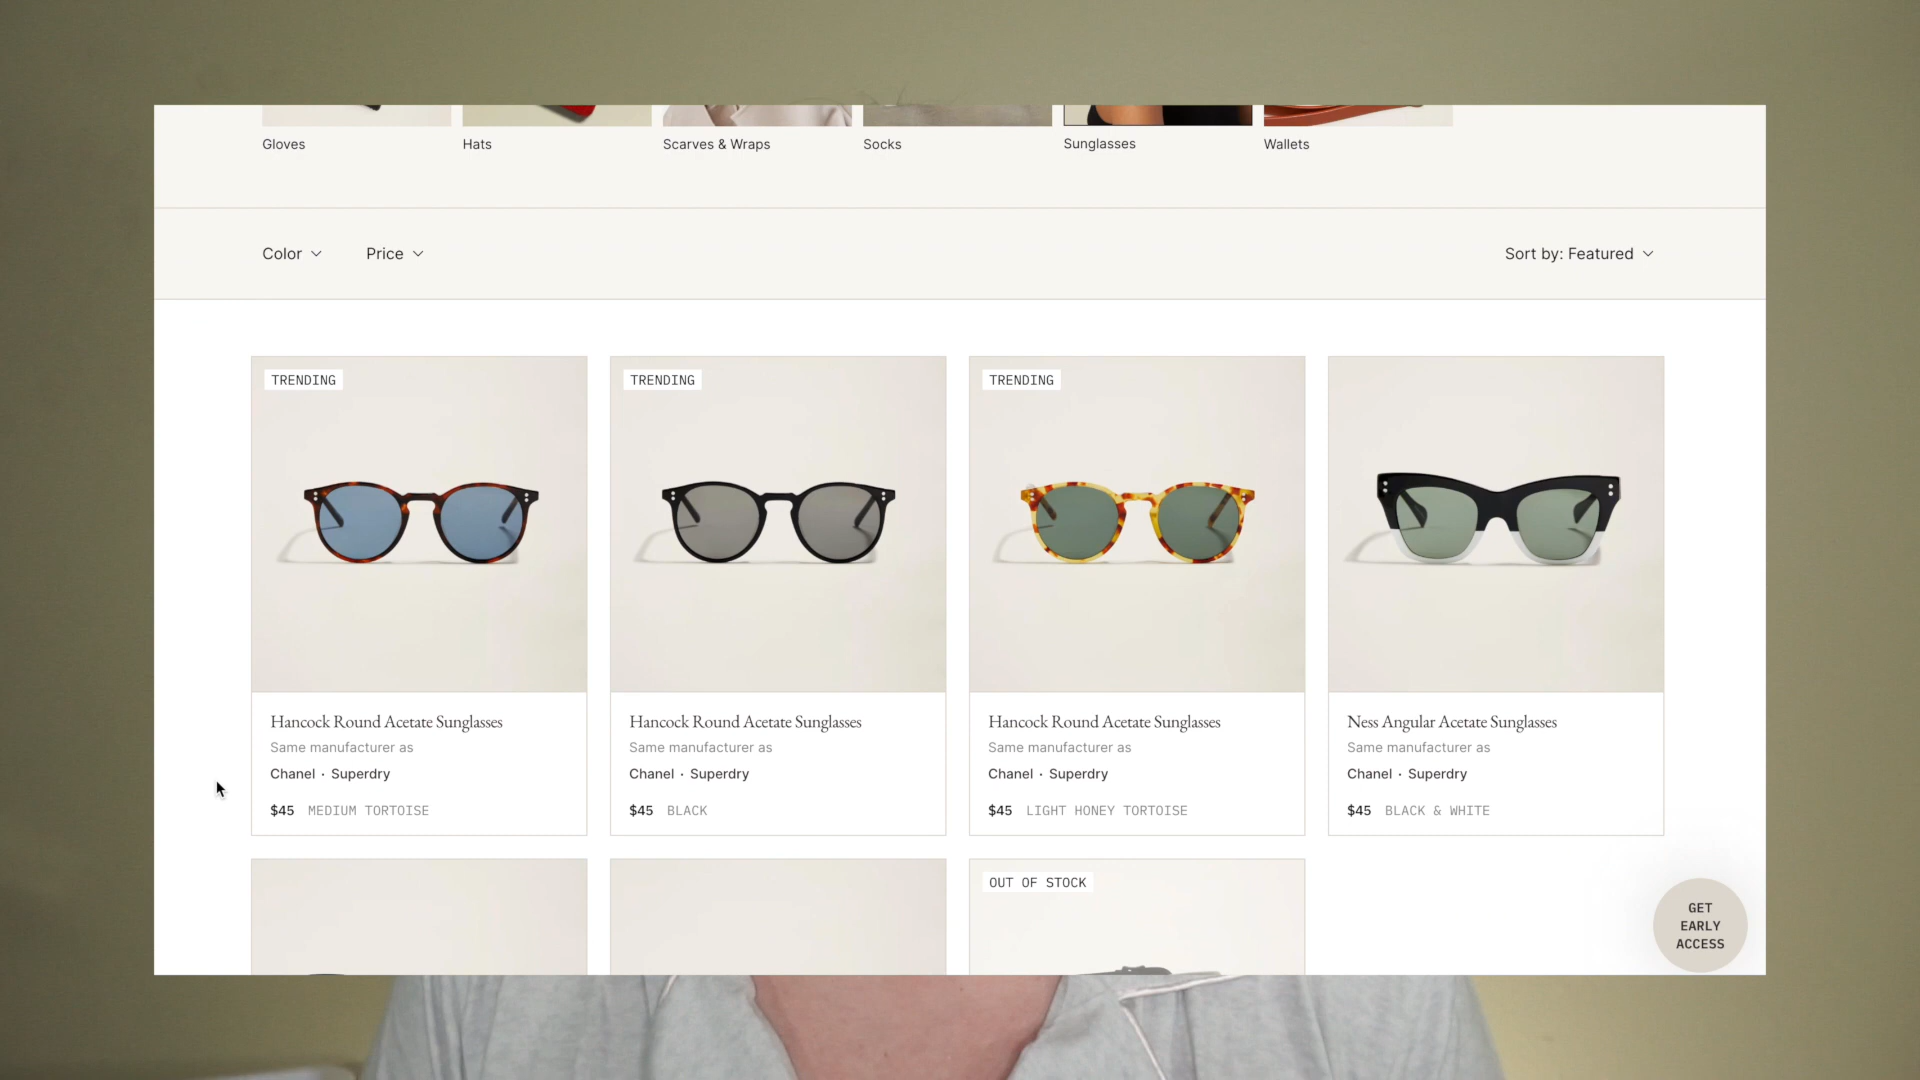 Gloves
Hats
Scarves & Wraps
Socks
Sunglasses
Wallets
Color
Price
Sort by: Featured
TRENDING
TRENDING
TRENDING
Hancock Round Acetate Sunglasses
Same manufacturer as
Chanel · Superdry
$45 MEDIUM TORTOISE
Hancock Round Acetate Sunglasses
Same manufacturer as
Chanel · Superdry
$45 BLACK
Hancock Round Acetate Sunglasses
Same manufacturer as
Chanel · Superdry
$45 LIGHT HONEY TORTOISE
Ness Angular Acetate Sunglasses
Same manufacturer as
Chanel · Superdry
$45 BLACK & WHITE
OUT OF STOCK
GET
EARLY
ACCESS